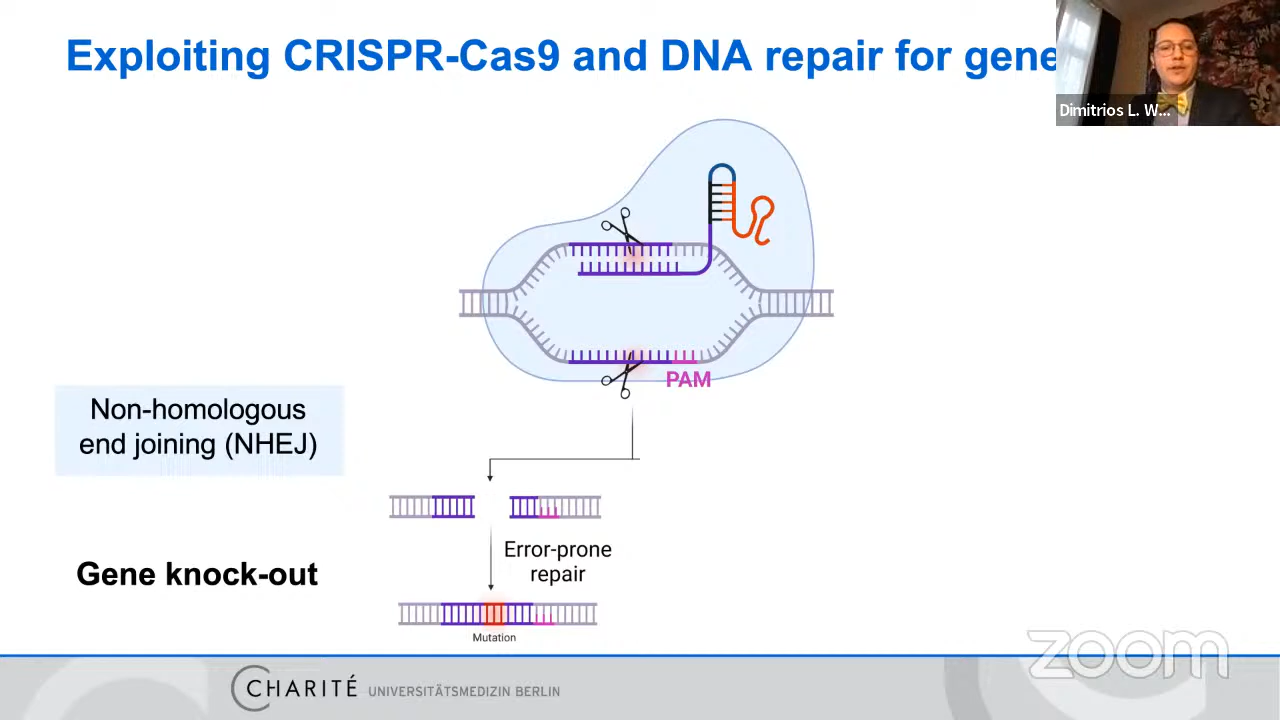 Exploiting CRISPR-Cas9 and DNA repair for gene
Dimitrios L. W...
PAM
Non-homologous
end joining (NHEJ)
Error-prone
repair
Gene knock-out
Mutation
zoom
CHARITÉ UNIVERSITÄTSMEDIZIN BERLIN